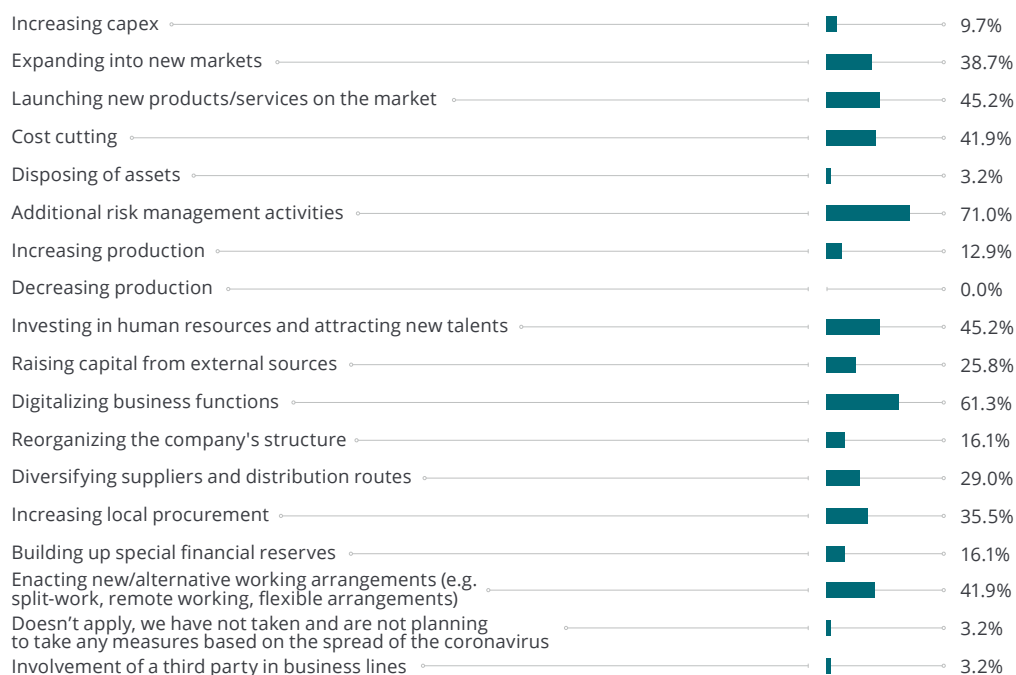 Increasing capex 9.7%
Expanding into new markets 38.7%
Launching new products/services on the market 45.2%
Cost cutting 41.9%
Disposing of assets 3.2%
Additional risk management activities 71.0%
Increasing production 12.9%
Decreasing production 0.0%
Investing in human resources and attracting new talents 45.2%
Raising capital from external sources 25.8%
Digitalizing business functions 61.3%
Reorganizing the company's structure 16.1%
Diversifying suppliers and distribution routes 29.0%
Increasing local procurement 35.5%
Building up special financial reserves 16.1%
Enacting new/alternative working arrangements (e.g.
split-work, remote working, flexible arrangements) 41.9%
Doesn’t apply, we have not taken and are not planning
to take any measures based on the spread of the coronavirus 3.2%
Involvement of a third party in business lines 3.2%